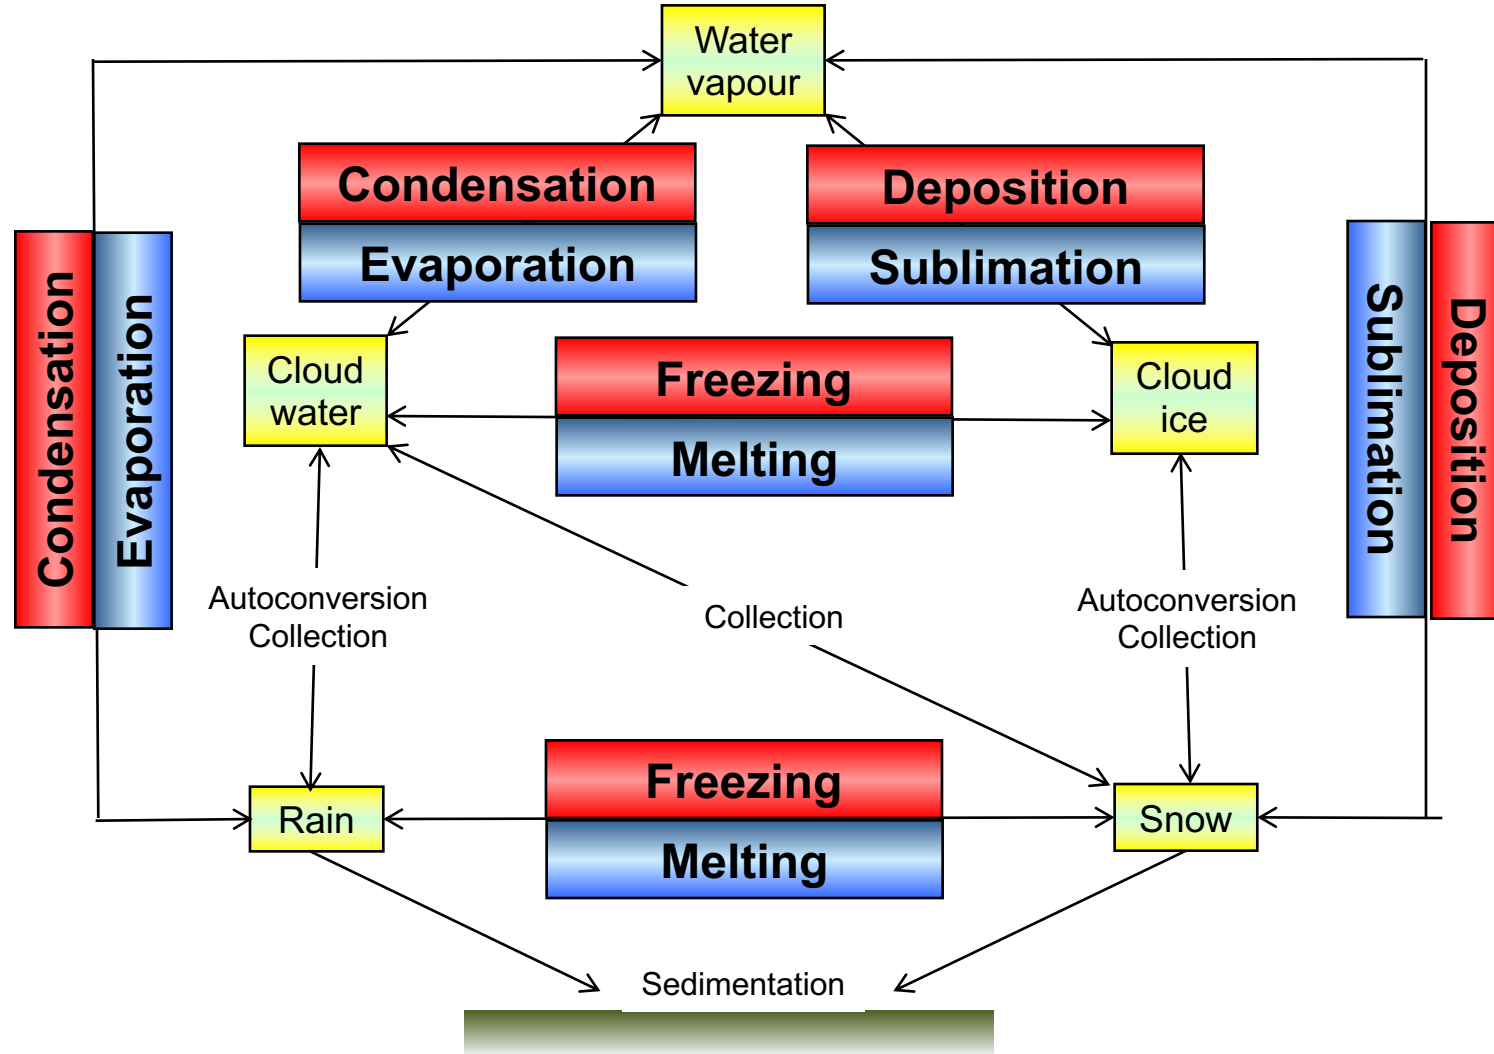 Water
vapour
Condensation
Evaporation
Deposition
Sublimation
Condensation
Evaporation
Sublimation
Deposition
Cloud
water
Freezing
Melting
Cloud
ice
Autoconversion
Collection
Collection
Autoconversion
Collection
Rain
Freezing
Melting
Snow
Sedimentation